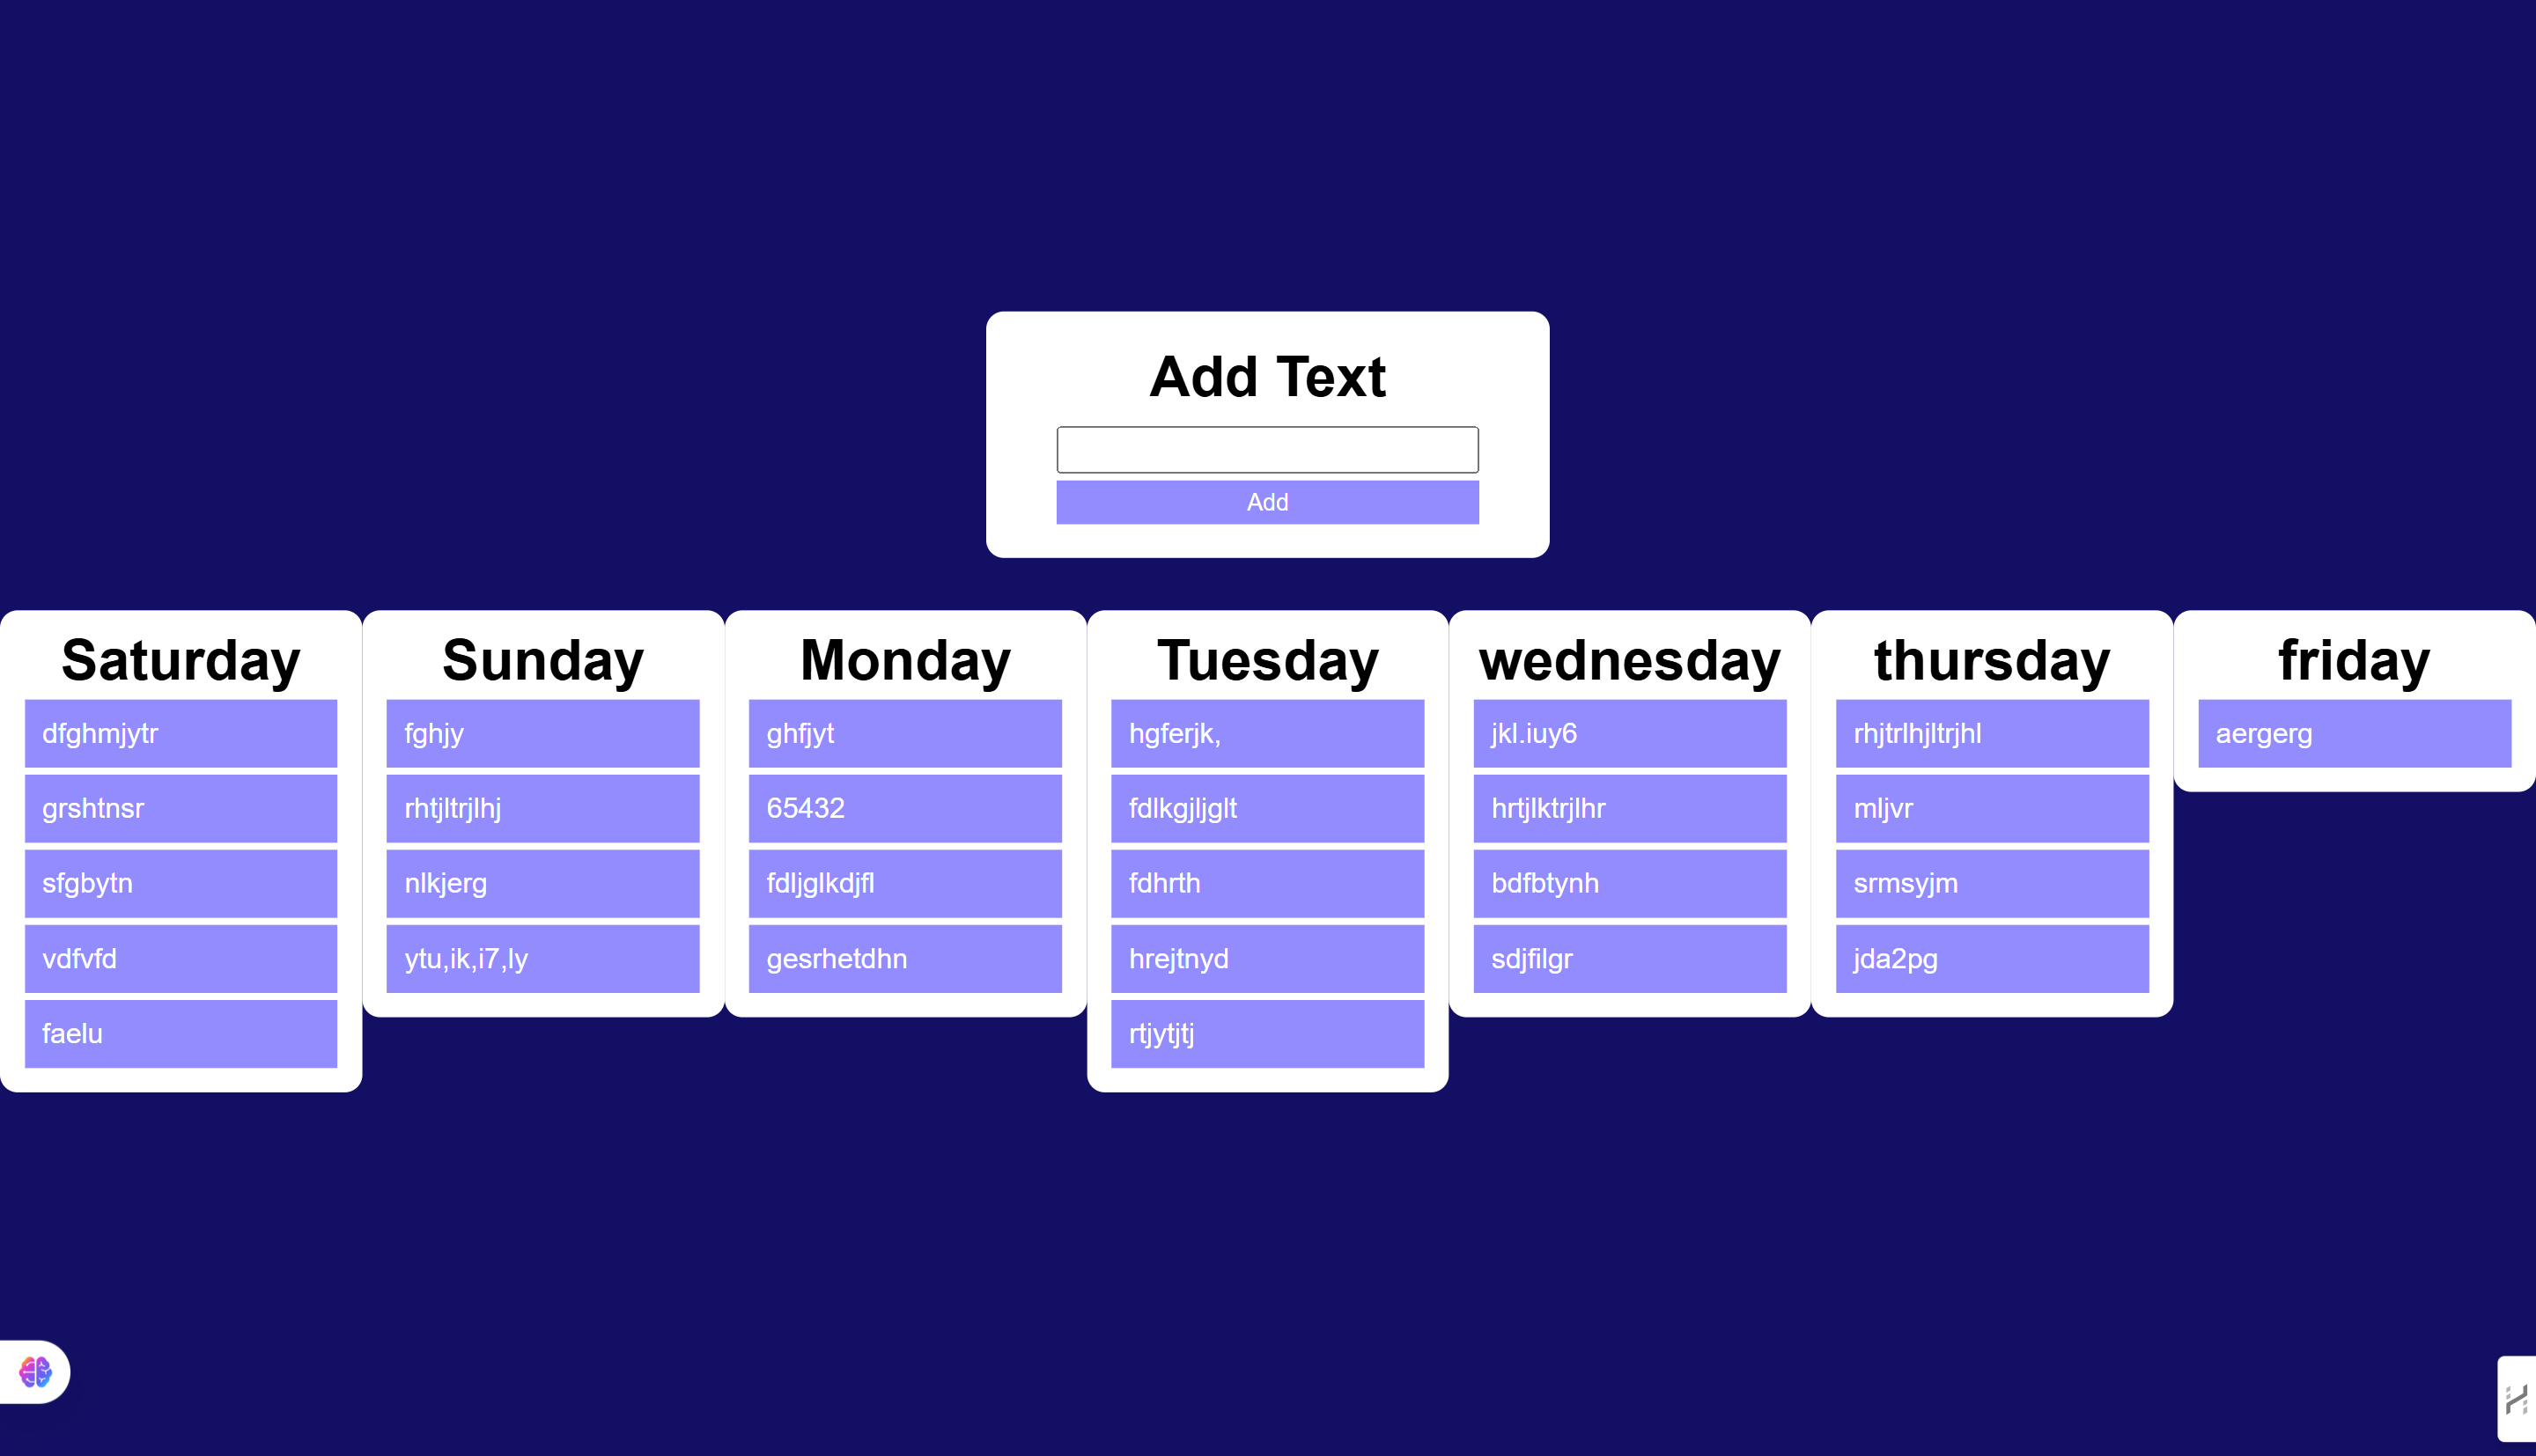 Add Text
Add
Saturday
dfghmjytr
grshtnsr
sfgbytn
vdfvfd
faelu
Sunday
fghjy
rhtjltrjlhj
nlkjerg
ytu,ik,i7,ly
Monday
ghfjyt
65432
fdljglkdjfl
gesrhetdhn
Tuesday
hgferjk,
fdlkgjljglt
fdhrth
hrejtnyd
rtjytjtj
wednesday
jkl.iuy6
hrtjlktrjlhr
bdfbtynh
sdjfilgr
thursday
rhjtrlhjltrjhl
mljvr
srmsyjm
jda2pg
friday
aergerg